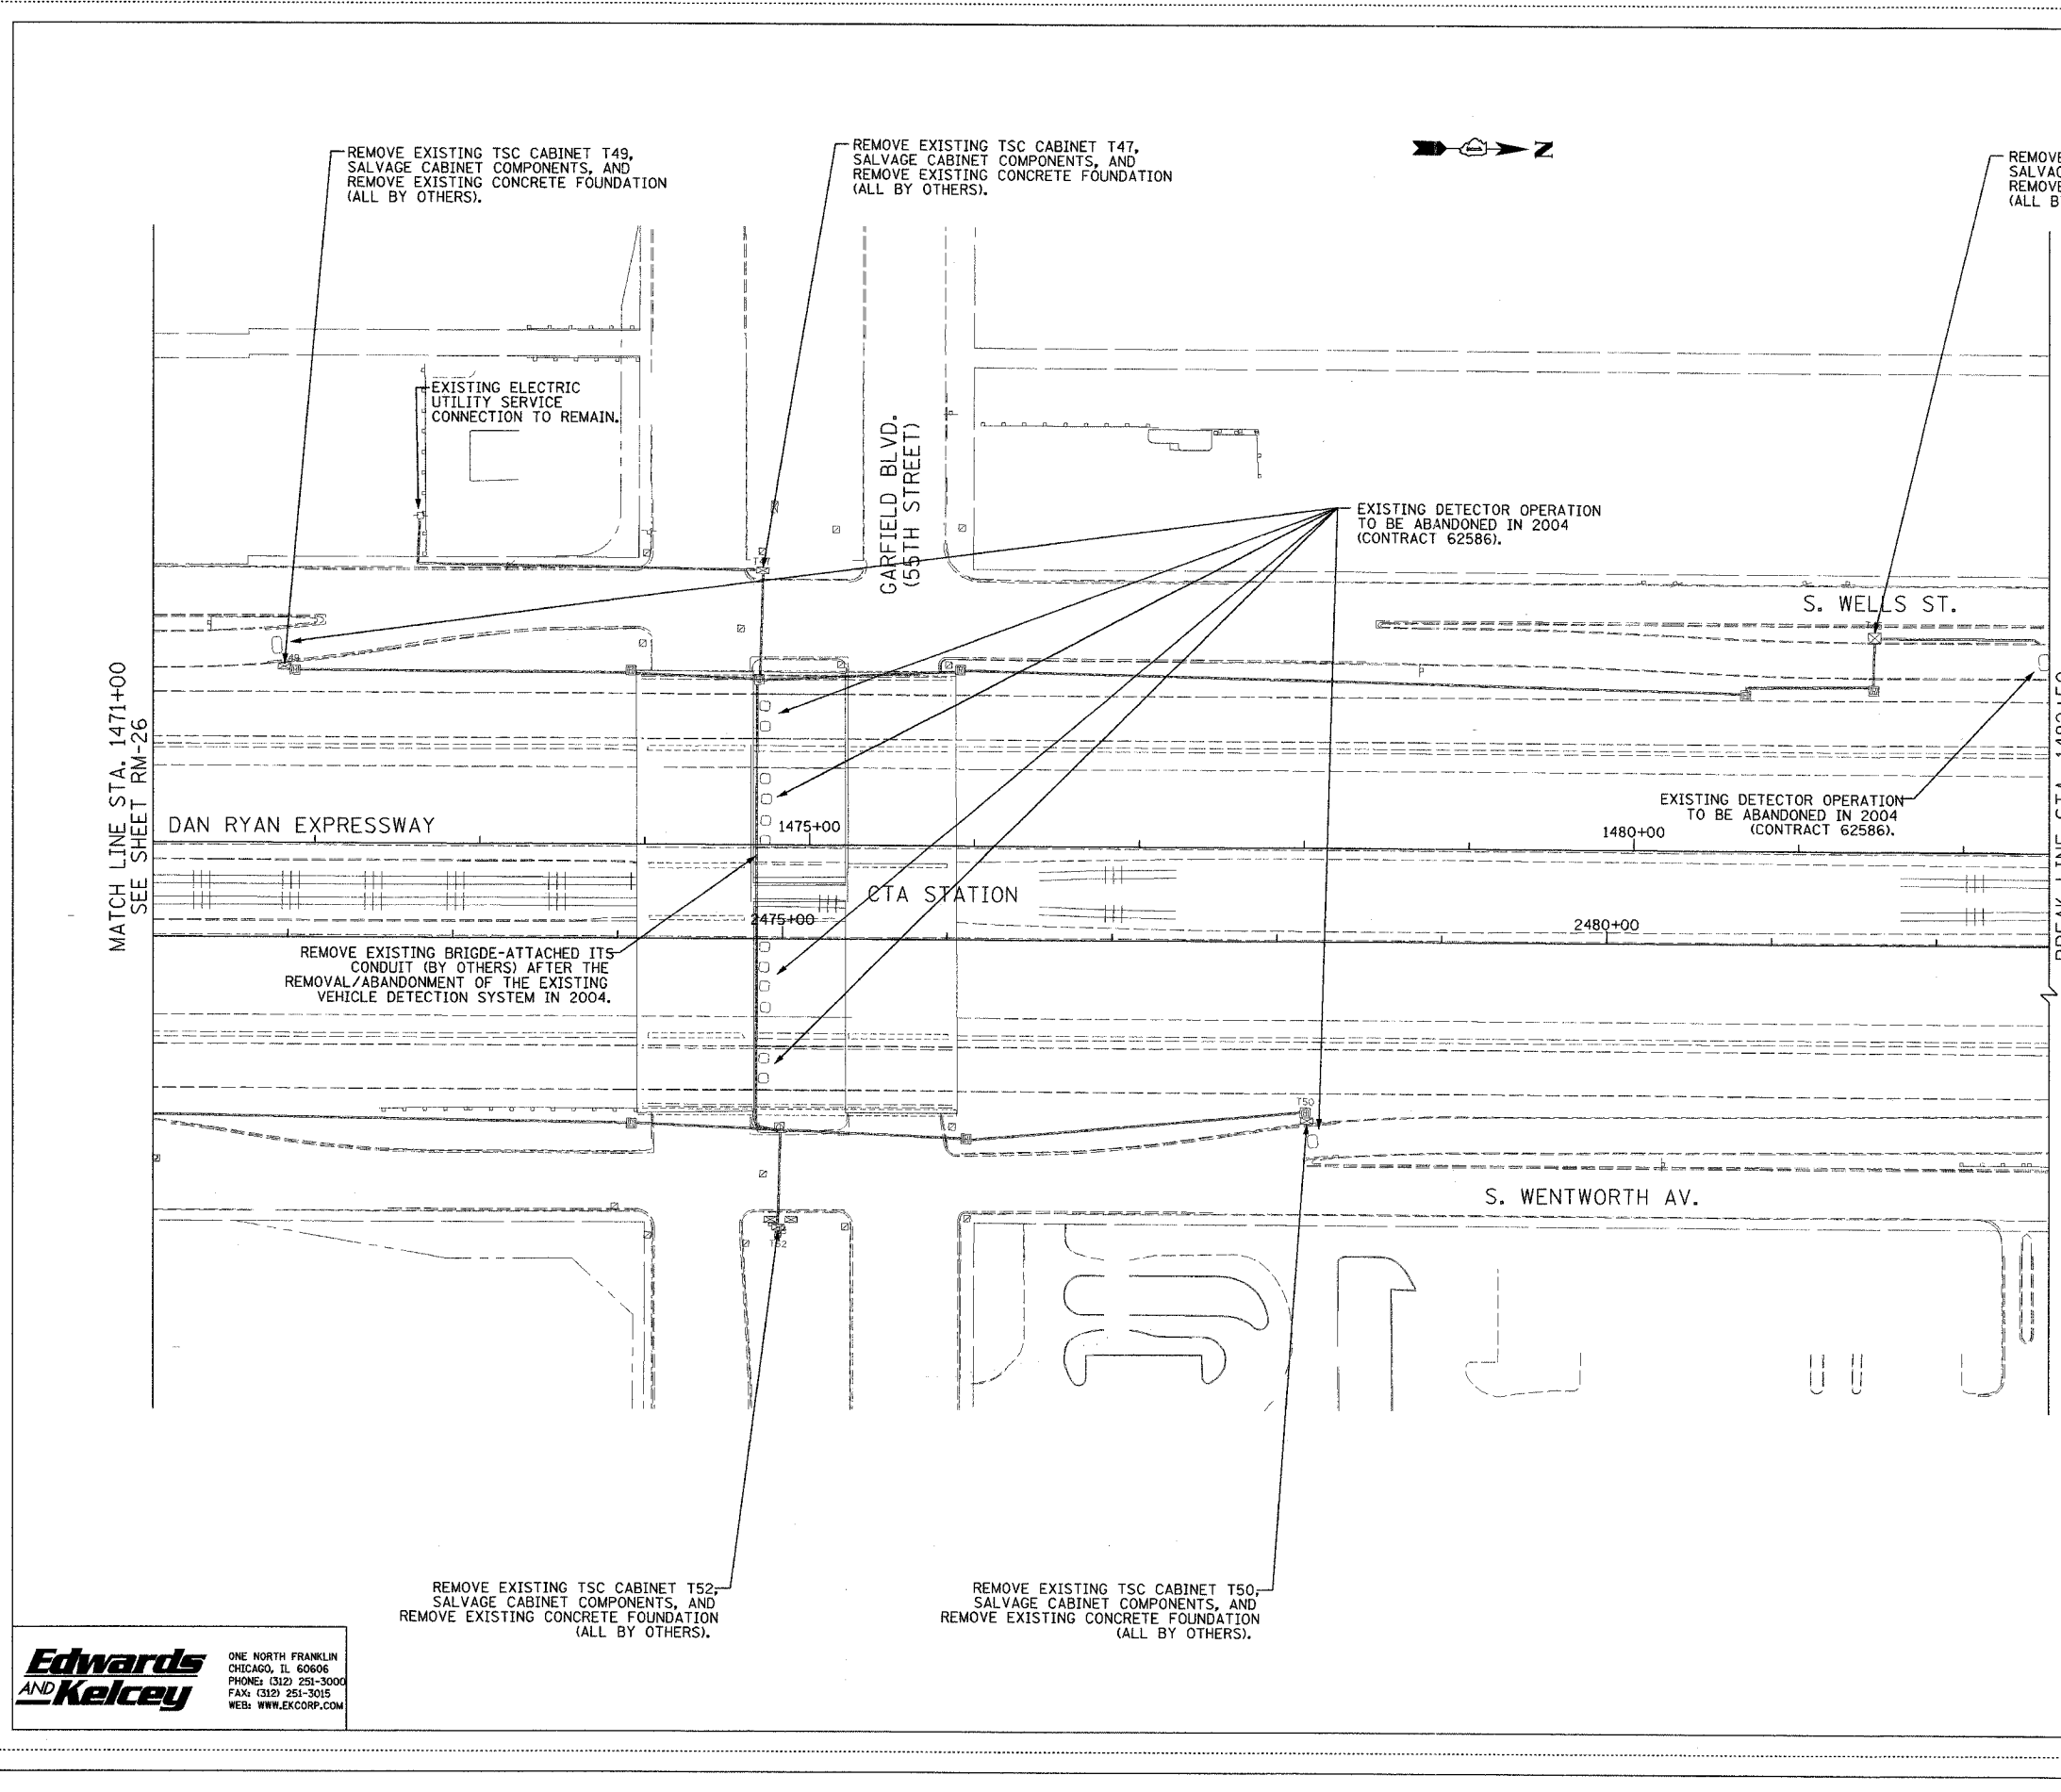 REMOVE EXISTING TSC CABINET T49,
SALVAGE CABINET COMPONENTS, AND
REMOVE EXISTING CONCRETE FOUNDATION
(ALL BY OTHERS).
REMOVE EXISTING TSC CABINET T47,
SALVAGE CABINET COMPONENTS, AND
REMOVE EXISTING CONCRETE FOUNDATION
(ALL BY OTHERS).
N
REMOVE
SALVAG
REMOVE
(ALL B
EXISTING ELECTRIC
UTILITY SERVICE
CONNECTION TO REMAIN.
GARFIELD BLVD.
(55TH STREET)
EXISTING DETECTOR OPERATION
TO BE ABANDONED IN 2004
(CONTRACT 62586).
S. WELLS ST.
MATCH LINE STA. 1471+00
SEE SHEET RM-26
DAN RYAN EXPRESSWAY
1475+00
1480+00
EXISTING DETECTOR OPERATION
TO BE ABANDONED IN 2004
(CONTRACT 62586).
CTA STATION
2475+00
2480+00
REMOVE EXISTING BRIGDE-ATTACHED ITS
CONDUIT (BY OTHERS) AFTER THE
REMOVAL/ABANDONMENT OF THE EXISTING
VEHICLE DETECTION SYSTEM IN 2004.
T50
S. WENTWORTH AV.
T52
REMOVE EXISTING TSC CABINET T52,
SALVAGE CABINET COMPONENTS, AND
REMOVE EXISTING CONCRETE FOUNDATION
(ALL BY OTHERS).
REMOVE EXISTING TSC CABINET T50,
SALVAGE CABINET COMPONENTS, AND
REMOVE EXISTING CONCRETE FOUNDATION
(ALL BY OTHERS).
Edwards
AND Kelcey
ONE NORTH FRANKLIN
CHICAGO, IL 60606
PHONE: (312) 251-3000
FAX: (312) 251-3015
WEB: WWW.EKCORP.COM